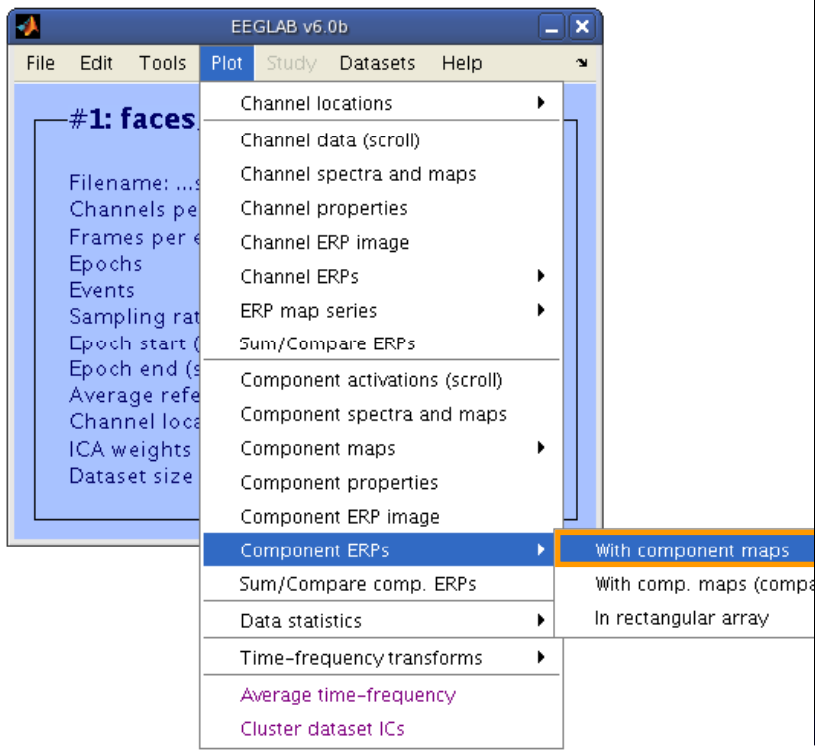 EEGLAB v6.0b
File Edit Tools Plot Study Datasets Help
#1: faces
Filename: ...s
Channels pe
Frames per e
Epochs
Events
Sampling rat
Epoch start (
Epoch end (s
Average refe
Channel loca
ICA weights
Dataset size
Channel locations
Channel data (scroll)
Channel spectra and maps
Channel properties
Channel ERP image
Channel ERPs
ERP map series
Sum/Compare ERPs
Component activations (scroll)
Component spectra and maps
Component maps
Component properties
Component ERP image
Component ERPs
Sum/Compare comp. ERPs
Data statistics
Time-frequency transforms
Average time-frequency
Cluster dataset ICs
With component maps
With comp. maps (compa
In rectangular array